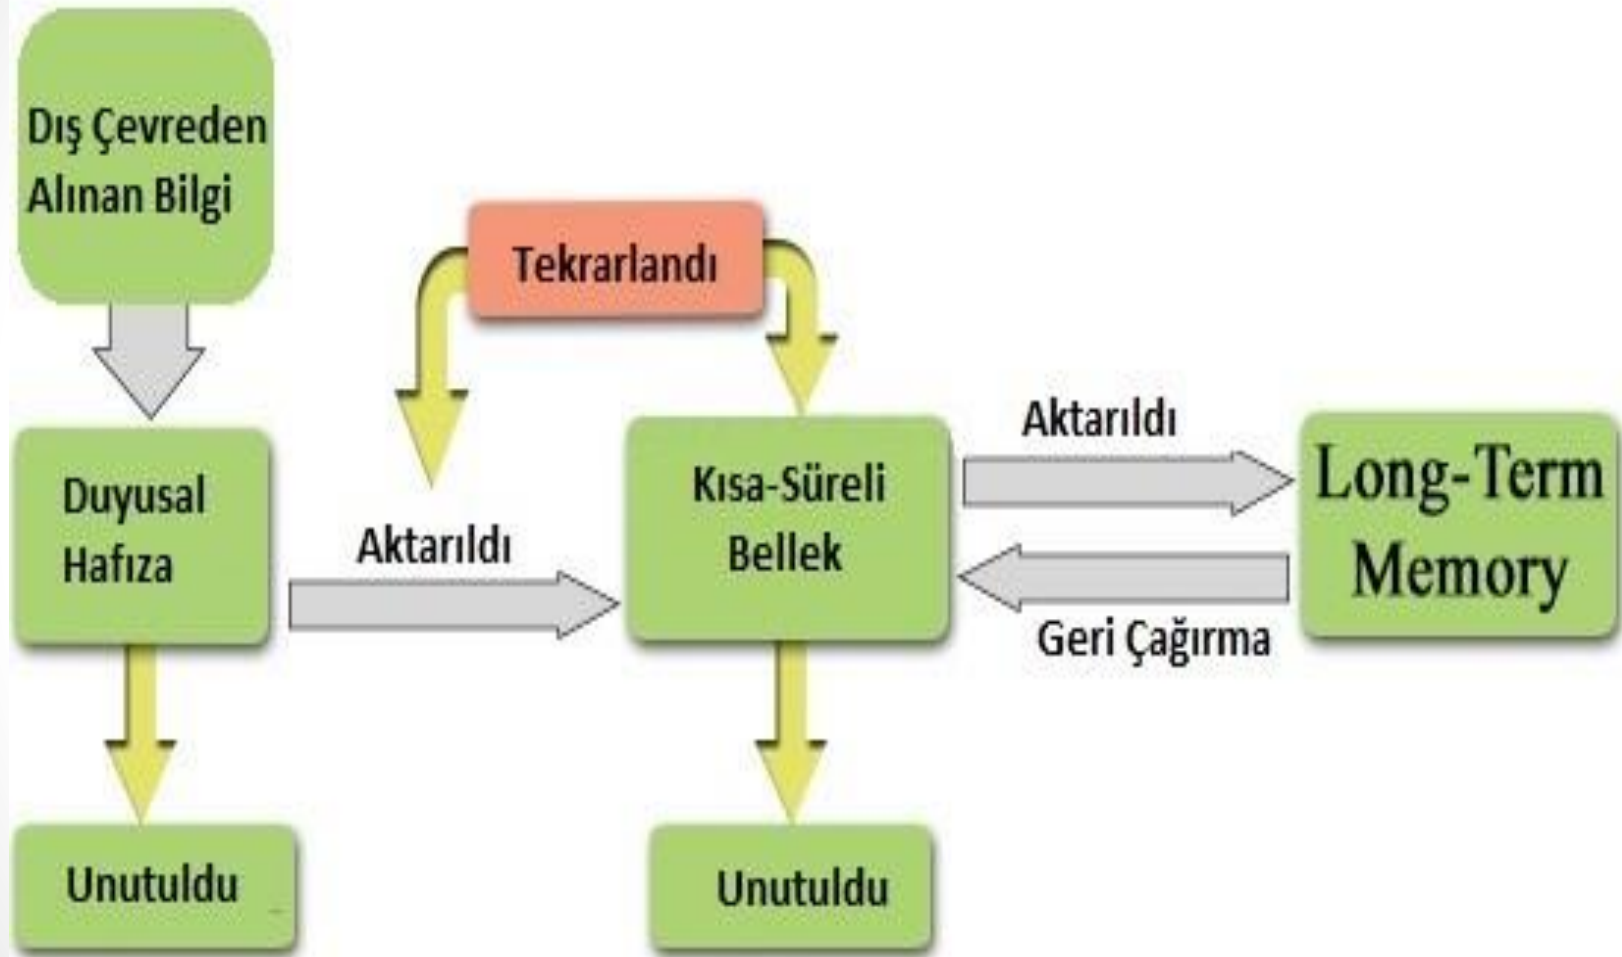 Dış Çevreden
Alınan Bilgi
Tekrarlandı
Duyusal
Hafıza
Aktarıldı
Kısa-Süreli
Bellek
Aktarıldı
Geri Çağırma
Long-Term
Memory
Unutuldu
Unutuldu